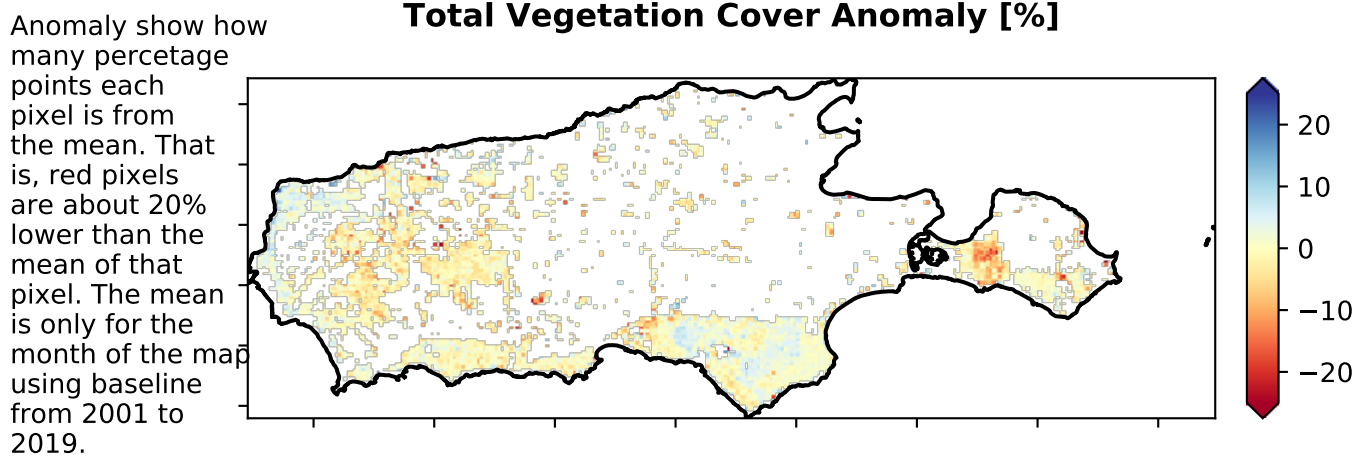 Total Vegetation Cover Anomaly [%]
Anomaly show how
many percetage
points each
pixel is from
the mean. That
is, red pixels
are about 20%
lower than the
mean of that
pixel. The mean
is only for the
month of the map
using baseline
from 2001 to
2019.
20
10
0
−10
−20